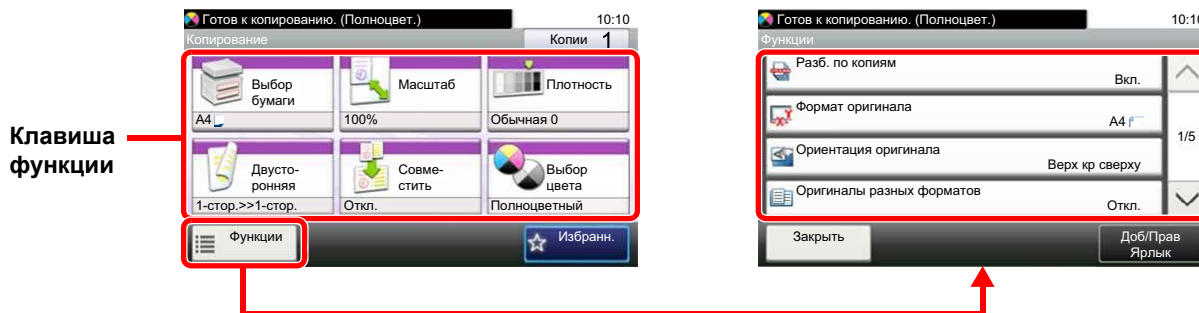 Клавиша
функции
Готов к копированию. (Полноцвет.) 10:10
Копирование Копии 1
Выбор
бумаги
A4
Масштаб
100%
Плотность
Обычная 0
Двусто-
ронняя
1-стор.>>1-стор.
Совме-
стить
Откл.
Выбор
цвета
Полноцветный
Функции Избранн.
Готов к копированию. (Полноцвет.) 10:10
Функции
Разб. по копиям
Вкл.
Формат оригинала
A4
1/5
Ориентация оригинала
Верх кр сверху
Оригиналы разных форматов
Откл.
Закрыть
Доб/Прав
Ярлык